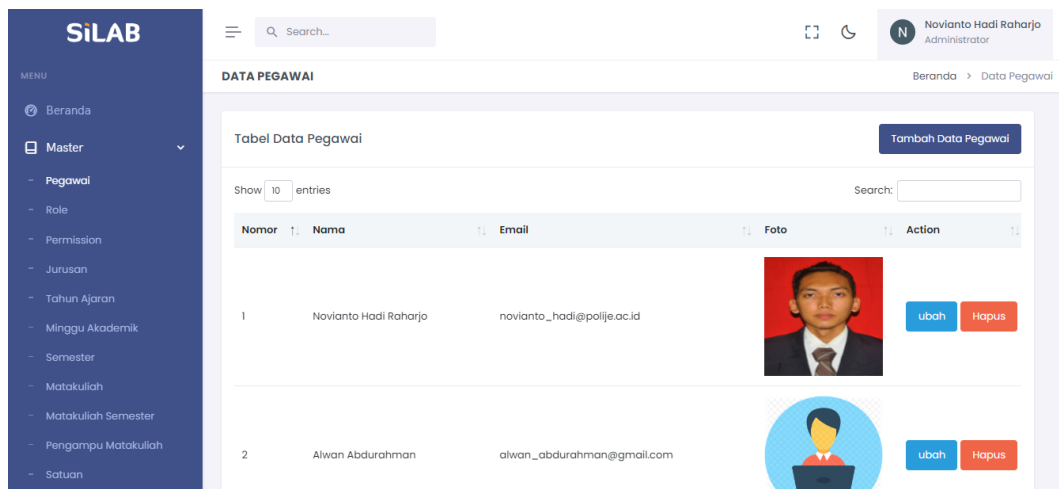 SiLAB
Search...
N
Novianto Hadi Raharjo
Administrator
MENU
DATA PEGAWAI
Beranda > Data Pegawai
Beranda
Master
- Pegawai
- Role
- Permission
- Jurusan
- Tahun Ajaran
- Minggu Akademik
- Semester
- Matakuliah
- Matakuliah Semester
- Pengampu Matakuliah
- Satuan
Tabel Data Pegawai
Tambah Data Pegawai
Show 10 entries
Search:
Nomor Nama Email Foto Action
1 Novianto Hadi Raharjo novianto_hadi@polije.ac.id ubah Hapus
2 Alwan Abdurahman alwan_abdurahman@gmail.com ubah Hapus